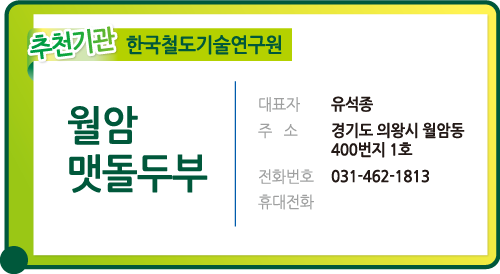 추천기관 한국철도기술연구원
월암
맷돌두부
대표자 유석종
주 소 경기도 의왕시 월암동
400번지 1호
전화번호 031-462-1813
휴대전화